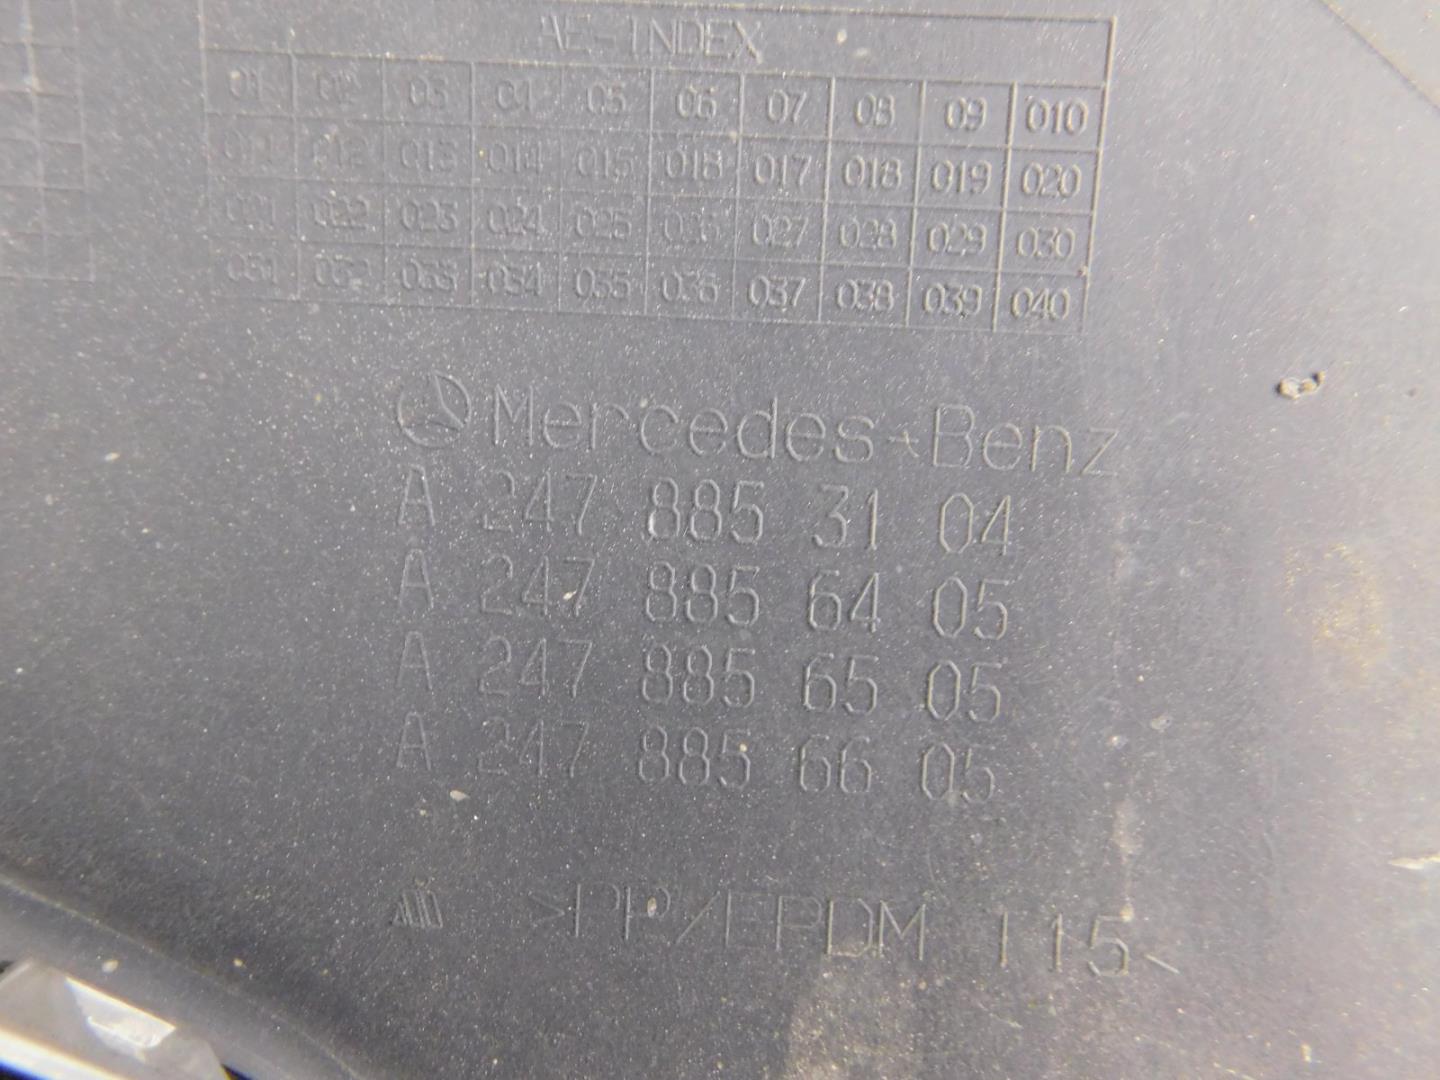 AE-INDEX
01 02 03 04 05 06 07 08 09 010
011 012 013 014 015 016 017 018 019 020
021 022 023 024 025 026 027 028 029 030
031 032 033 034 035 036 037 038 039 040
Mercedes-Benz
A 247 885 31 04
A 247 885 64 05
A 247 885 65 05
A 247 885 66 05
>PP/EPDM T15<